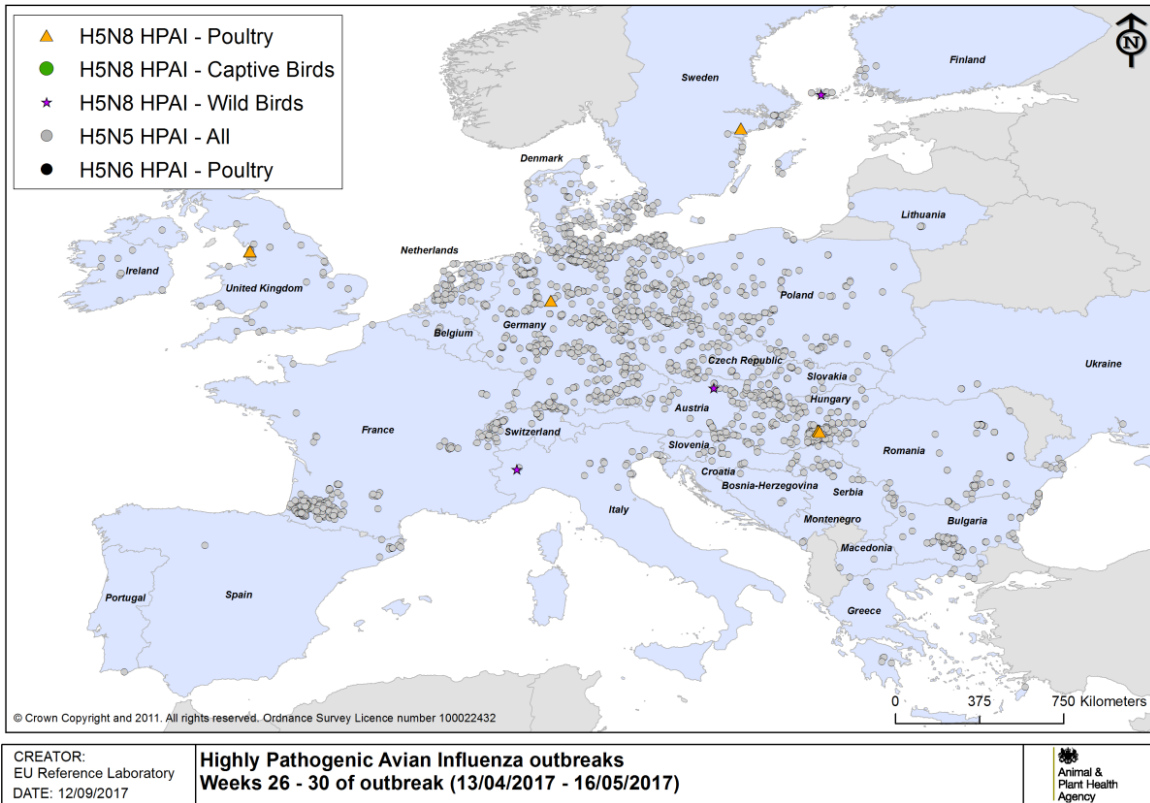 H5N8 HPAI - Poultry
H5N8 HPAI - Captive Birds
H5N8 HPAI - Wild Birds
H5N5 HPAI - All
H5N6 HPAI - Poultry
N
Finland
Sweden
Denmark
Lithuania
Netherlands
Ireland
United Kingdom
Poland
Belgium
Germany
Czech Republic
Ukraine
Slovakia
Hungary
Austria
France
Switzerland
Slovenia
Romania
Croatia
Bosnia-Herzegovina
Serbia
Italy
Montenegro
Bulgaria
Macedonia
Portugal
Spain
Greece
0 375 750 Kilometers
© Crown Copyright and 2011. All rights reserved. Ordnance Survey Licence number 100022432
CREATOR:
EU Reference Laboratory
DATE: 12/09/2017
Highly Pathogenic Avian Influenza outbreaks
Weeks 26 - 30 of outbreak (13/04/2017 - 16/05/2017)
Animal &
Plant Health
Agency